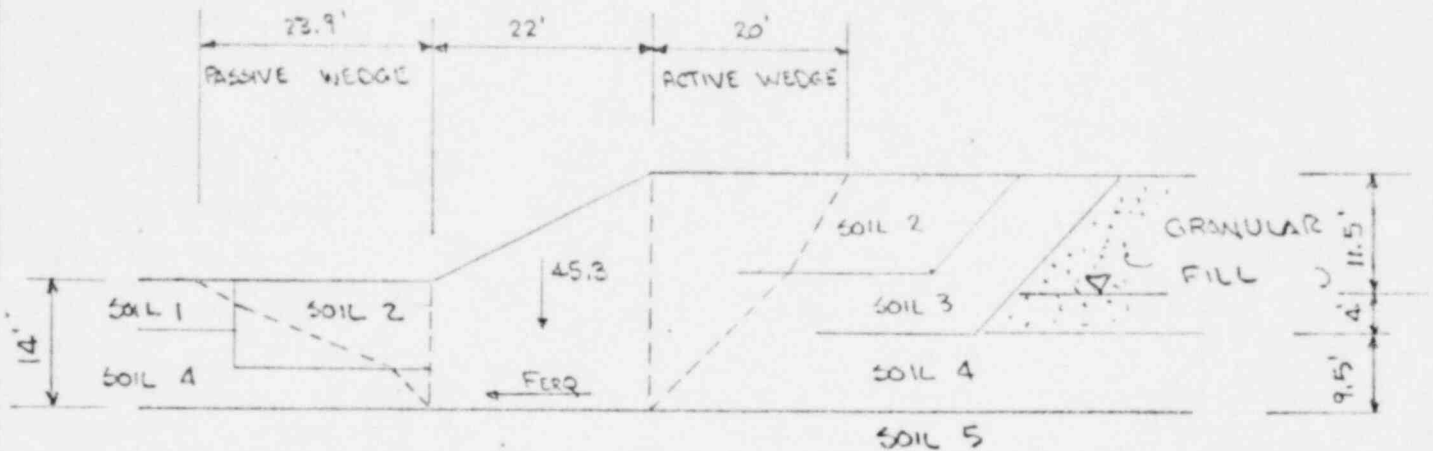 23.9' 22' 20'
PASSIVE WEDGE ACTIVE WEDGE
SOIL 2 GRANULAR FILL 11.5'
45.3
14' SOIL 1 SOIL 2 SOIL 3 4'
SOIL 4 FERQ SOIL 4 9.5'
SOIL 5